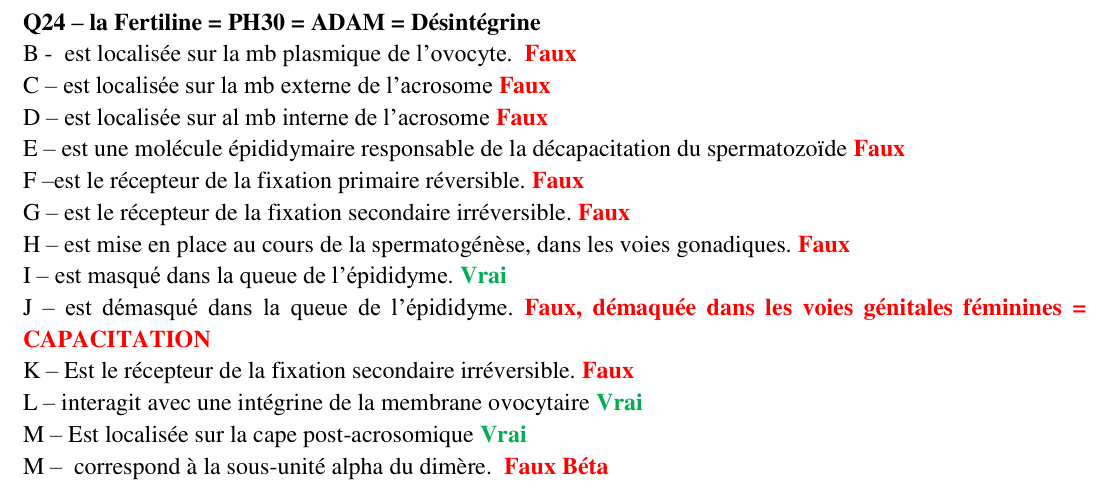 Q24 – la Fertiline = PH30 = ADAM = Désintégrine
B - est localisée sur la mb plasmique de l’ovocyte. Faux
C – est localisée sur la mb externe de l’acrosome Faux
D – est localisée sur al mb interne de l’acrosome Faux
E – est une molécule épididymaire responsable de la décapacitation du spermatozoïde Faux
F –est le récepteur de la fixation primaire réversible. Faux
G – est le récepteur de la fixation secondaire irréversible. Faux
H – est mise en place au cours de la spermatogénèse, dans les voies gonadiques. Faux
I – est masqué dans la queue de l’épididyme. Vrai
J – est démasqué dans la queue de l’épididyme. Faux, démaquée dans les voies génitales féminines =
CAPACITATION
K – Est le récepteur de la fixation secondaire irréversible. Faux
L – interagit avec une intégrine de la membrane ovocytaire Vrai
M – Est localisée sur la cape post-acrosomique Vrai
M – correspond à la sous-unité alpha du dimère. Faux Béta